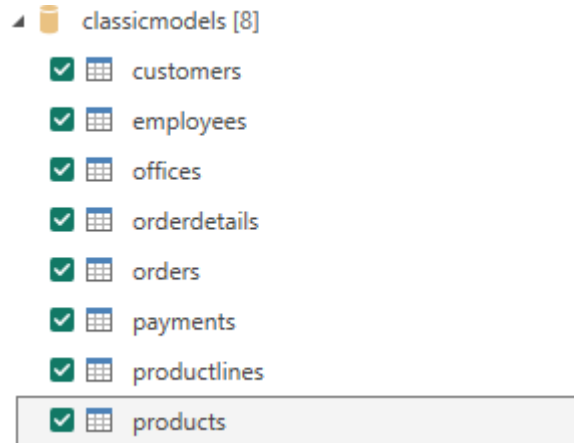 classicmodels [8]
customers
employees
offices
orderdetails
orders
payments
productlines
products